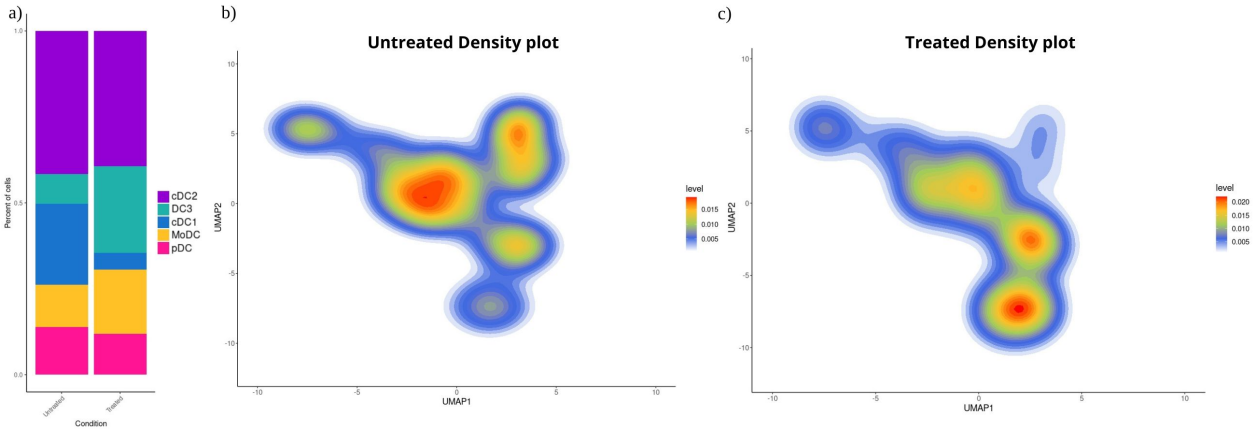 a)
1.0
0.5
0.0
Percent of cells
Untreated
Treated
Condition
cDC2
DC3
cDC1
MoDC
pDC
b)
Untreated Density plot
10
5
0
-5
-10
UMAP2
-10
-5
0
5
10
UMAP1
level
0.015
0.010
0.005
c)
Treated Density plot
10
5
0
-5
-10
UMAP2
-10
-5
0
5
10
UMAP1
level
0.020
0.015
0.010
0.005